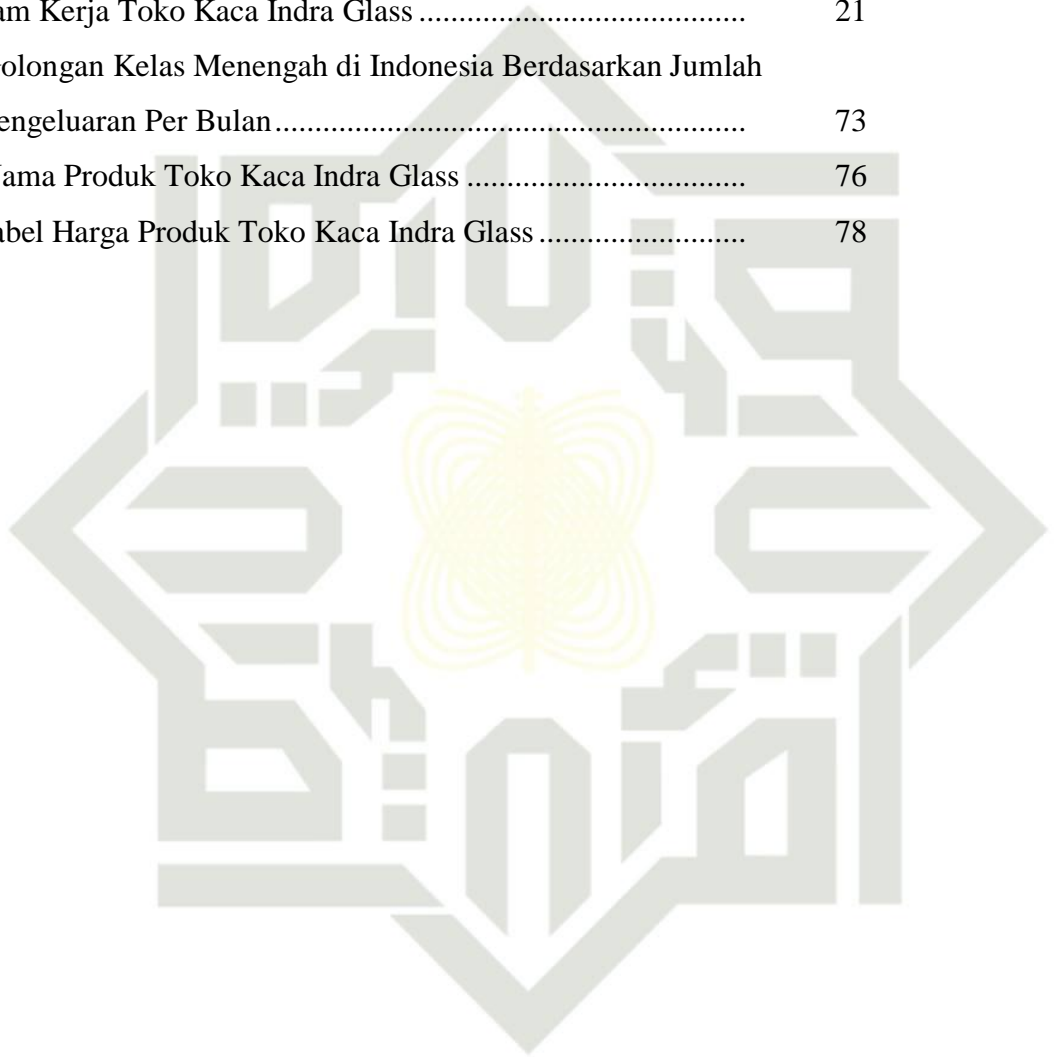 am Kerja Toko Kaca Indra Glass ......................................... 21
olongan Kelas Menengah di Indonesia Berdasarkan Jumlah
engeluaran Per Bulan ........................................................... 73
ama Produk Toko Kaca Indra Glass ................................... 76
abel Harga Produk Toko Kaca Indra Glass .......................... 78